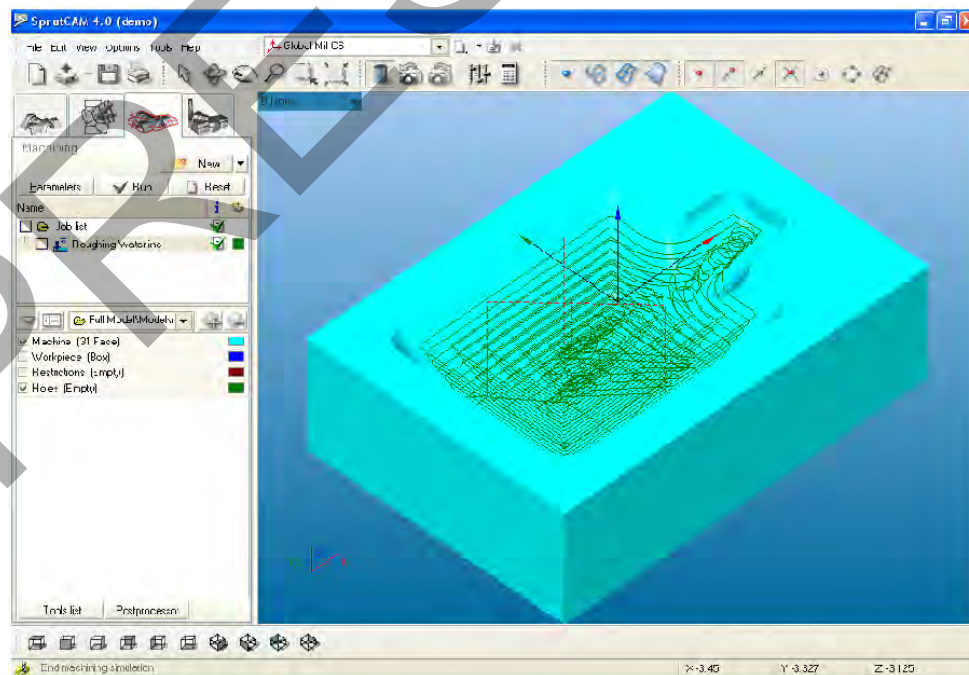 SprutCAM 4.0 (demo)
File Edit View Options Tools Help
Global Mill CS
Machining
New
Parameters Run Reset
Name
Job list
Roughing Waterline
Full Model\Models\
Machine (31 Face)
Workpiece (Box)
Restrictions (Empty)
Holes (Empty)
Tools list Postprocessor
End machining simulation X -3.45 Y -3.327 Z -3.125